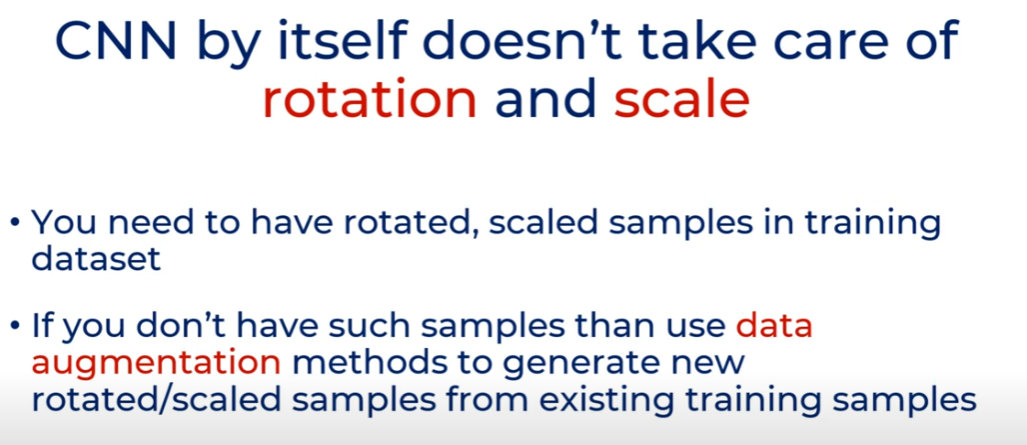 CNN by itself doesn't take care of
rotation and scale
• You need to have rotated, scaled samples in training
dataset
• If you don't have such samples than use data
augmentation methods to generate new
rotated/scaled samples from existing training samples